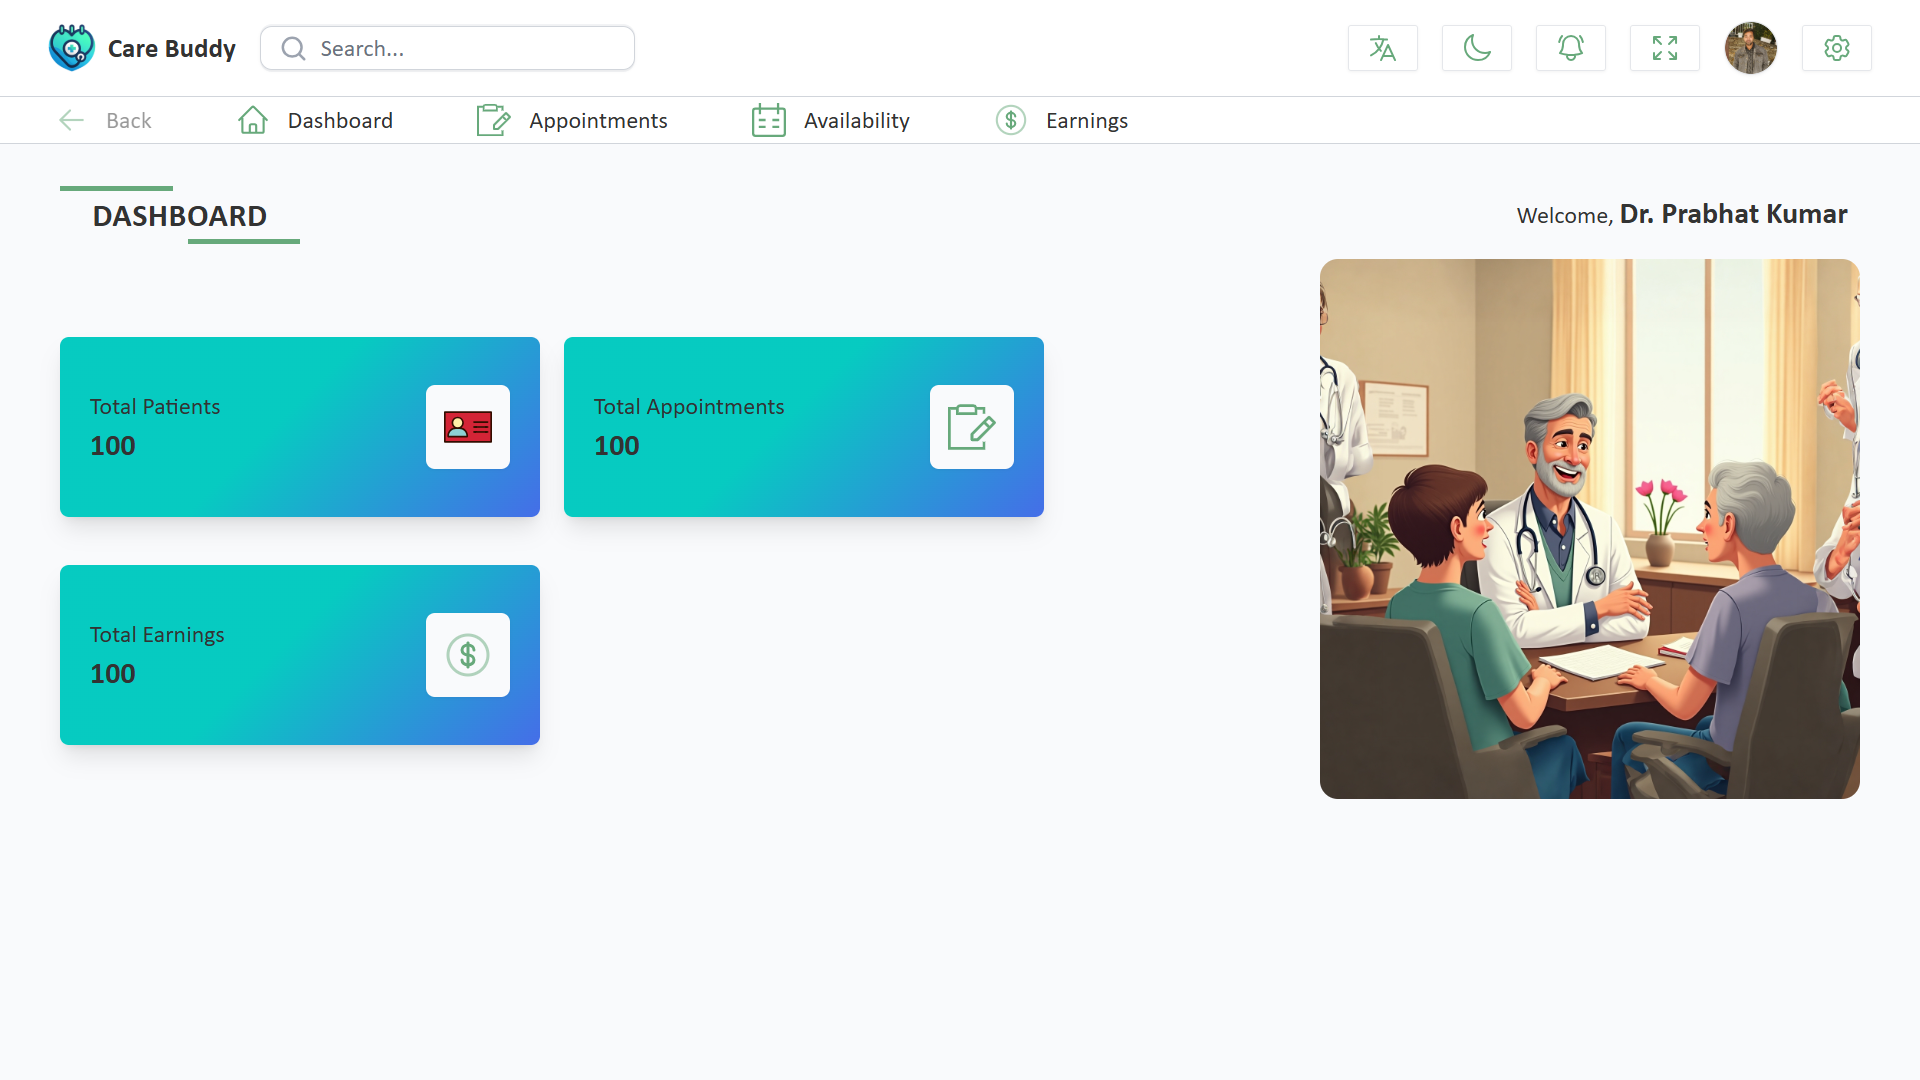 Care Buddy
Search...
Back
Dashboard
Appointments
Availability
Earnings
DASHBOARD
Welcome, Dr. Prabhat Kumar
Total Patients
100
Total Appointments
100
Total Earnings
$
100